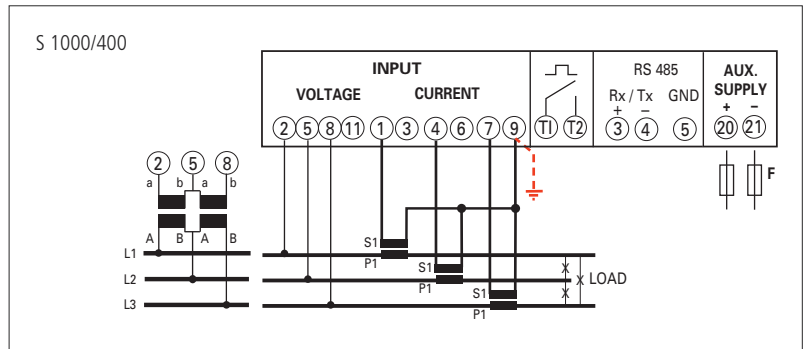 S 1000/400
INPUT
VOLTAGE CURRENT
2 5 8 11 1 3 4 6 7 9
T1 T2
RS 485
Rx / Tx GND
+ –
3 4 5
AUX.
SUPPLY
+ –
20 21
F
2 5 8
a b a b
A B A B
L1
L2
L3
S1
P1
S1
P1
S1
P1
X
X
X
LOAD